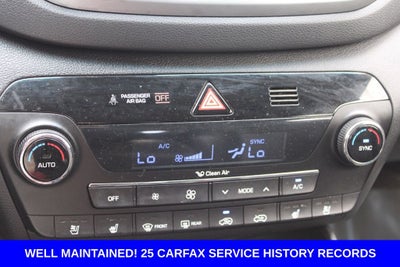 PASSENGER
AIR BAG OFF
A/C SYNC
Lo Lo
Clean Air
AUTO SYNC
OFF MODE A/C
FRONT REAR
WELL MAINTAINED! 25 CARFAX SERVICE HISTORY RECORDS